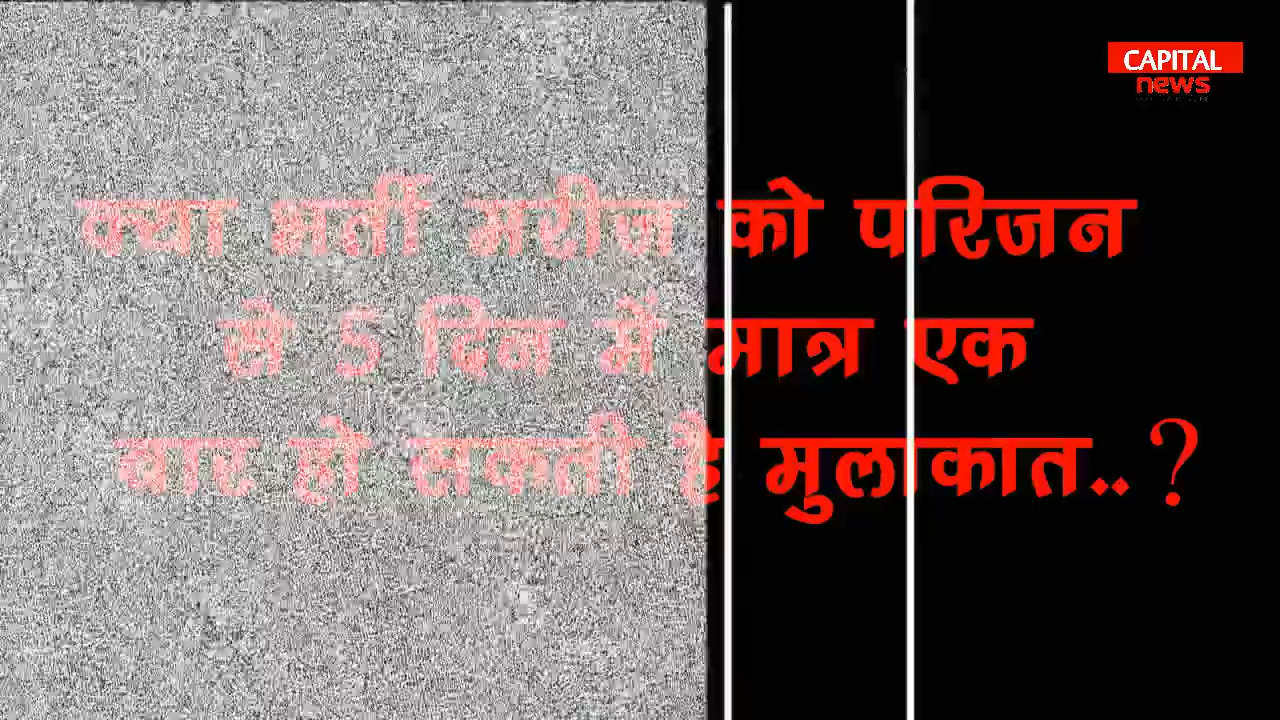 CAPITAL
news
क्या भर्ती मरीज को परिजन
से 5 दिन में मात्र एक
बार हो सकती है मुलाकात..?